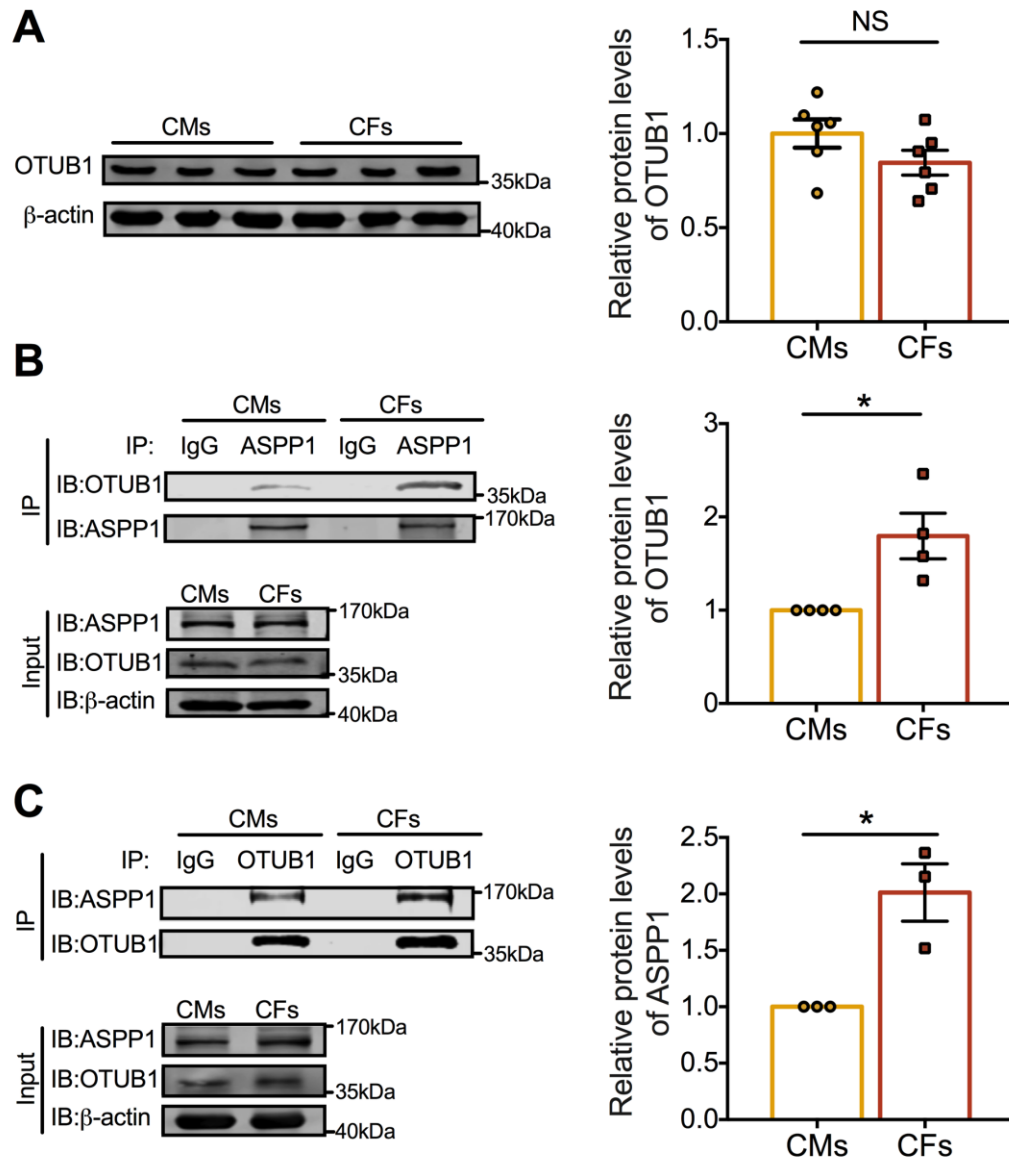 A
CMs CFs
OTUB1
35kDa
β-actin
40kDa
Relative protein levels
of OTUB1
NS
1.5
1.0
0.5
0.0
CMs CFs
B
CMs CFs
IP: IgG ASPP1 IgG ASPP1
IP
IB:OTUB1
35kDa
IB:ASPP1
170kDa
CMs CFs
Input
IB:ASPP1
170kDa
IB:OTUB1
35kDa
IB:β-actin
40kDa
Relative protein levels
of OTUB1
*
3
2
1
0
CMs CFs
C
CMs CFs
IP: IgG OTUB1 IgG OTUB1
IP
IB:ASPP1
170kDa
IB:OTUB1
35kDa
CMs CFs
Input
IB:ASPP1
170kDa
IB:OTUB1
35kDa
IB:β-actin
40kDa
Relative protein levels
of ASPP1
*
2.5
2.0
1.5
1.0
0.5
0.0
CMs CFs